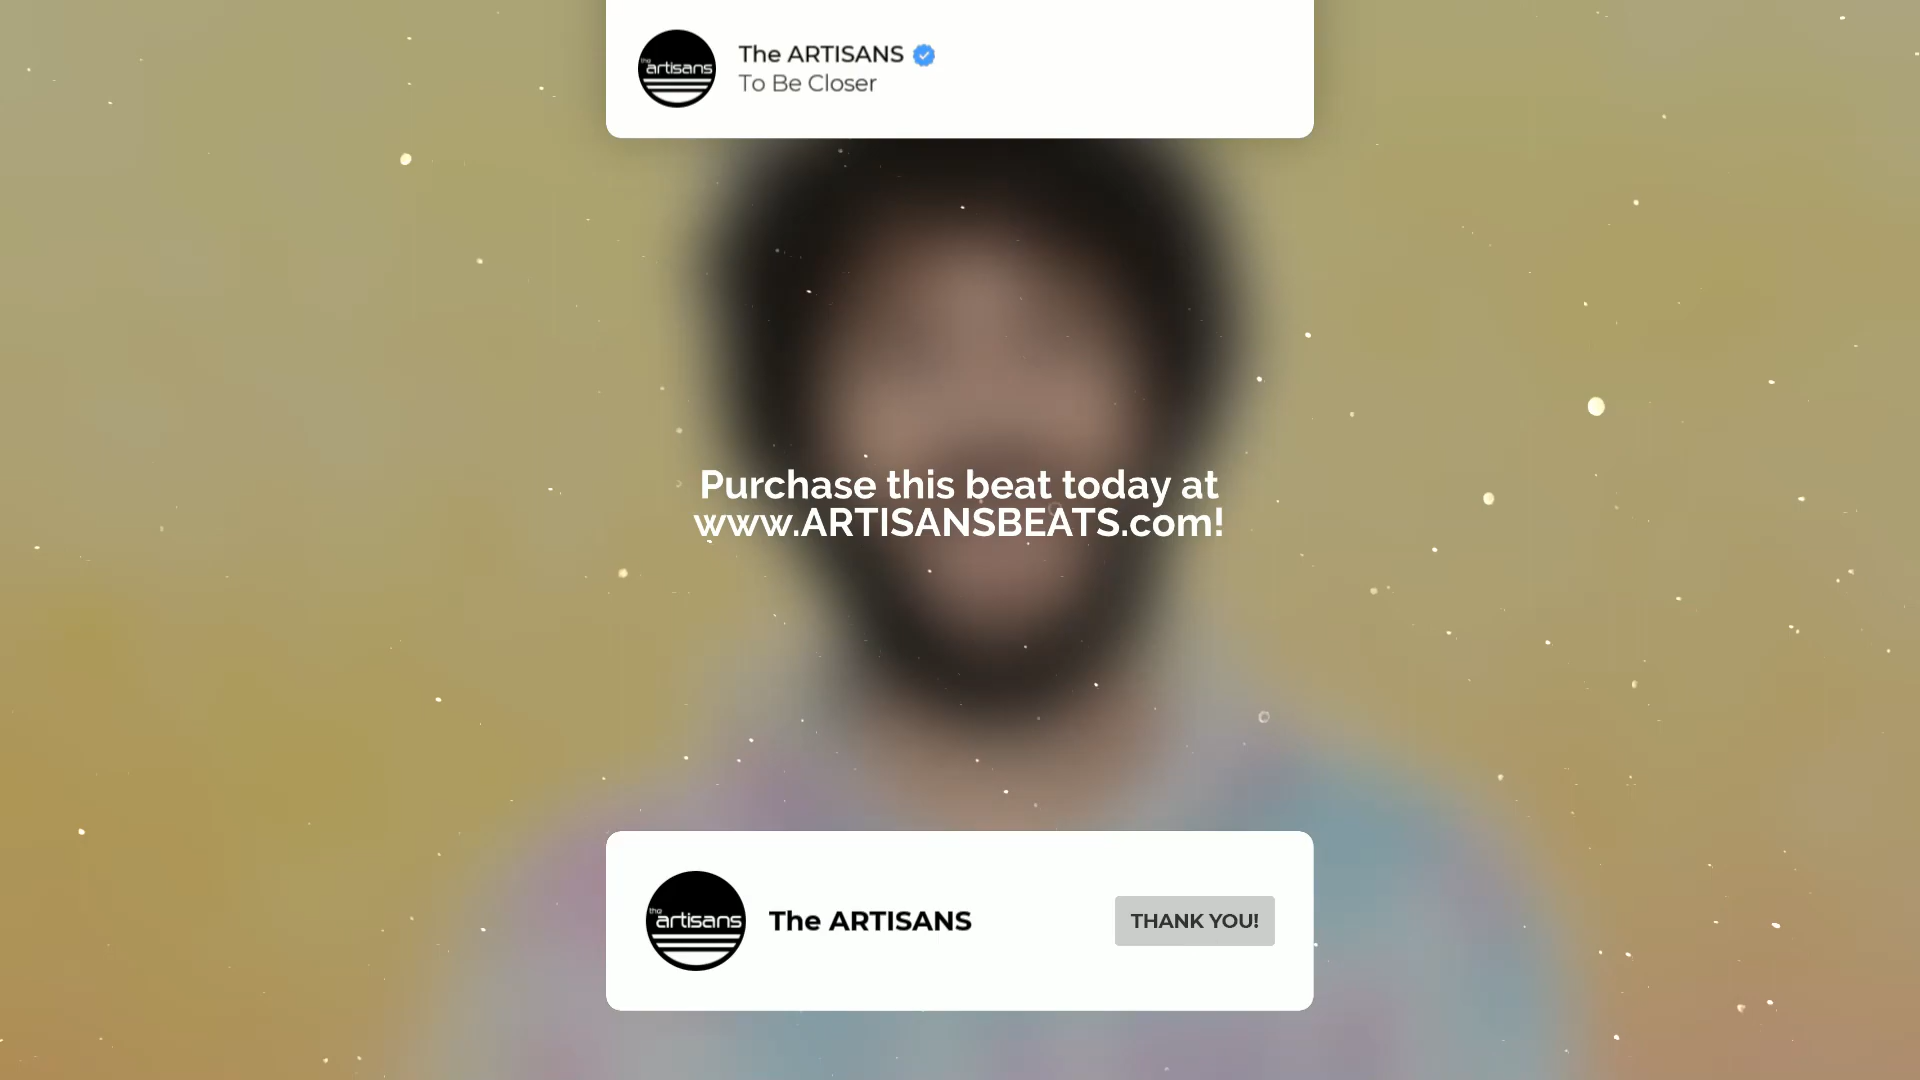 the
artisans
The ARTISANS
To Be Closer
Purchase this beat today at
www.ARTISANSBEATS.com!
the
artisans
The ARTISANS
THANK YOU!